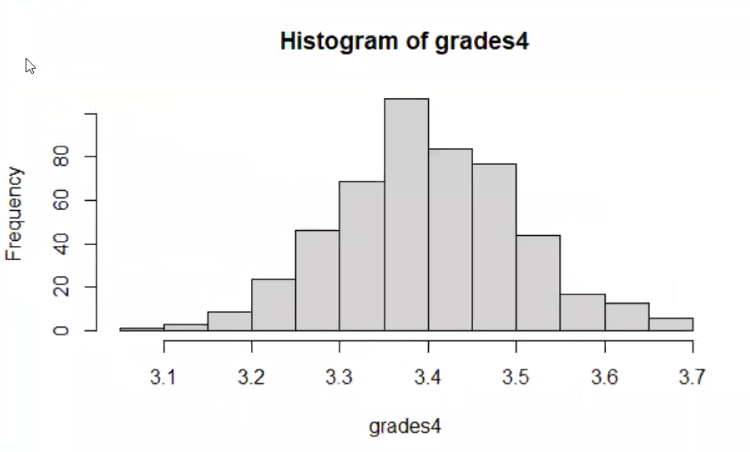 Histogram of grades4
Frequency
0 20 40 60 80
3.1 3.2 3.3 3.4 3.5 3.6 3.7
grades4